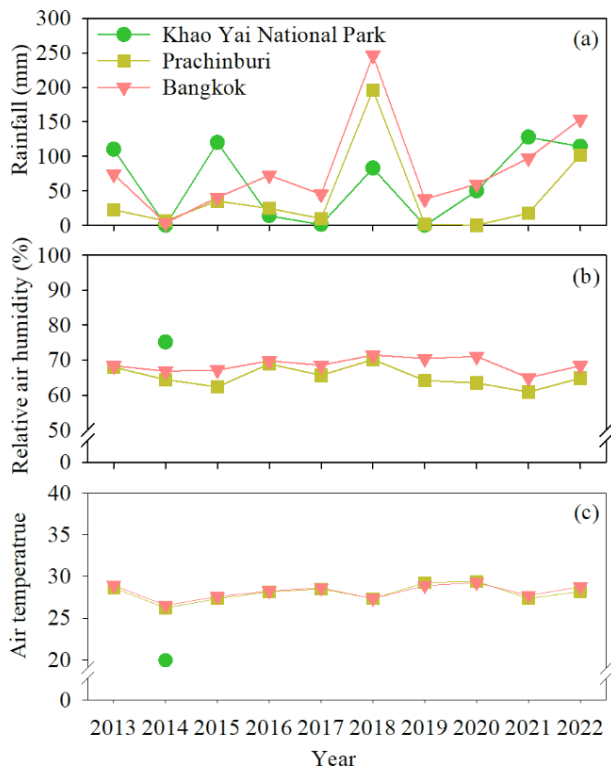 300
250
200
150
100
50
0
Rainfall (mm)
Khao Yai National Park
Prachinburi
Bangkok
(a)
100
90
80
70
60
50
0
Relative air humidity (%)
(b)
40
35
30
25
20
0
Air temperatrue
(c)
2013 2014 2015 2016 2017 2018 2019 2020 2021 2022
Year